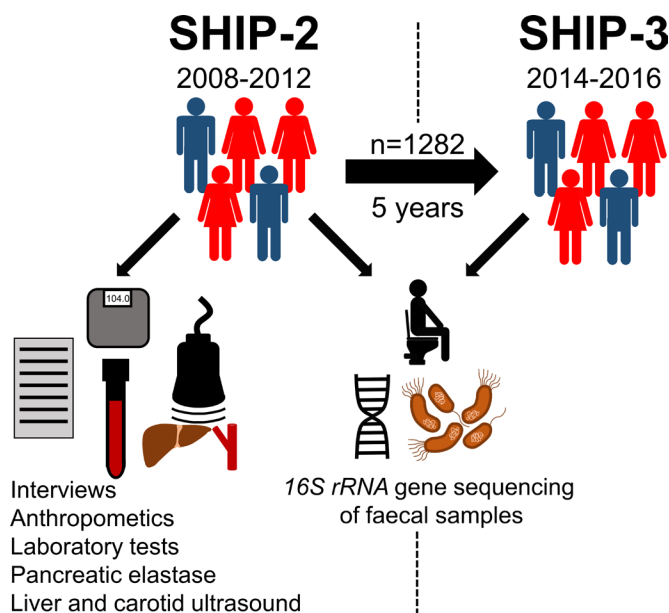 SHIP-2
SHIP-3
2008-2012
2014-2016
n=1282
5 years
104.0
Interviews
Anthropometics
Laboratory tests
Pancreatic elastase
Liver and carotid ultrasound
16S rRNA gene sequencing
of faecal samples